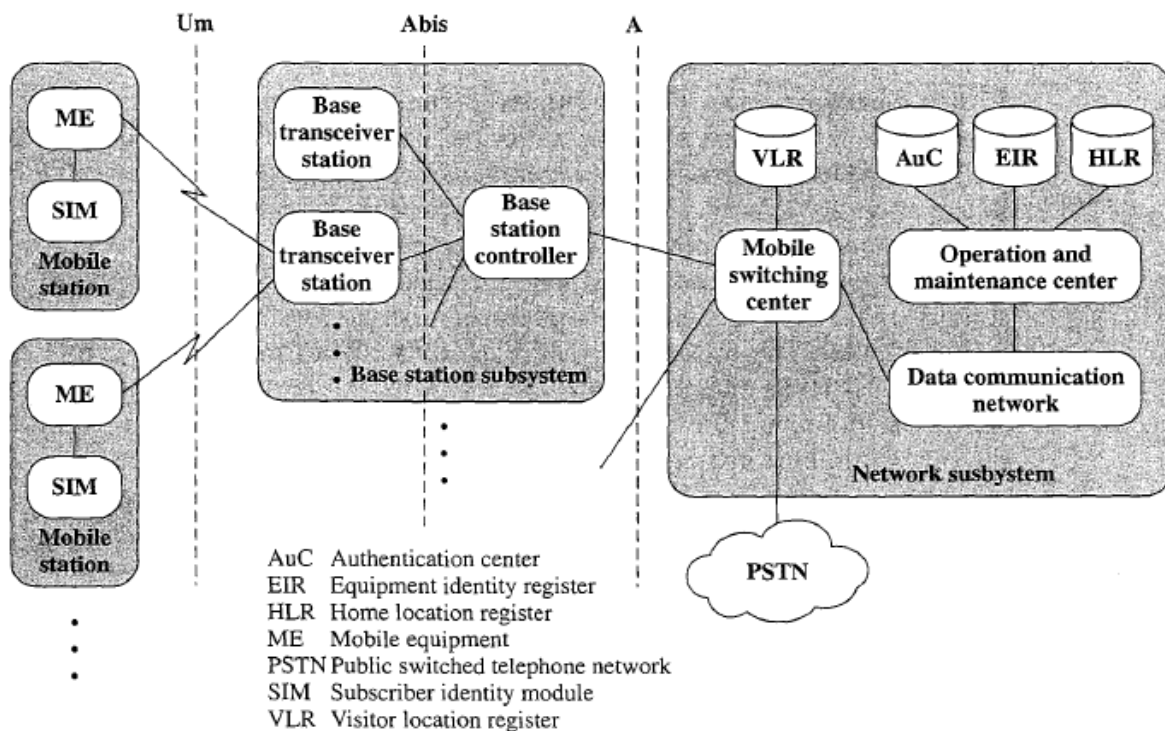 Um
Abis
A
ME
SIM
Mobile
station
ME
SIM
Mobile
station
Base
transceiver
station
Base
transceiver
station
Base
station
controller
Base station subsystem
VLR
AuC
EIR
HLR
Mobile
switching
center
Operation and
maintenance center
Data communication
network
Network susbystem
PSTN
AuC Authentication center
EIR Equipment identity register
HLR Home location register
ME Mobile equipment
PSTN Public switched telephone network
SIM Subscriber identity module
VLR Visitor location register